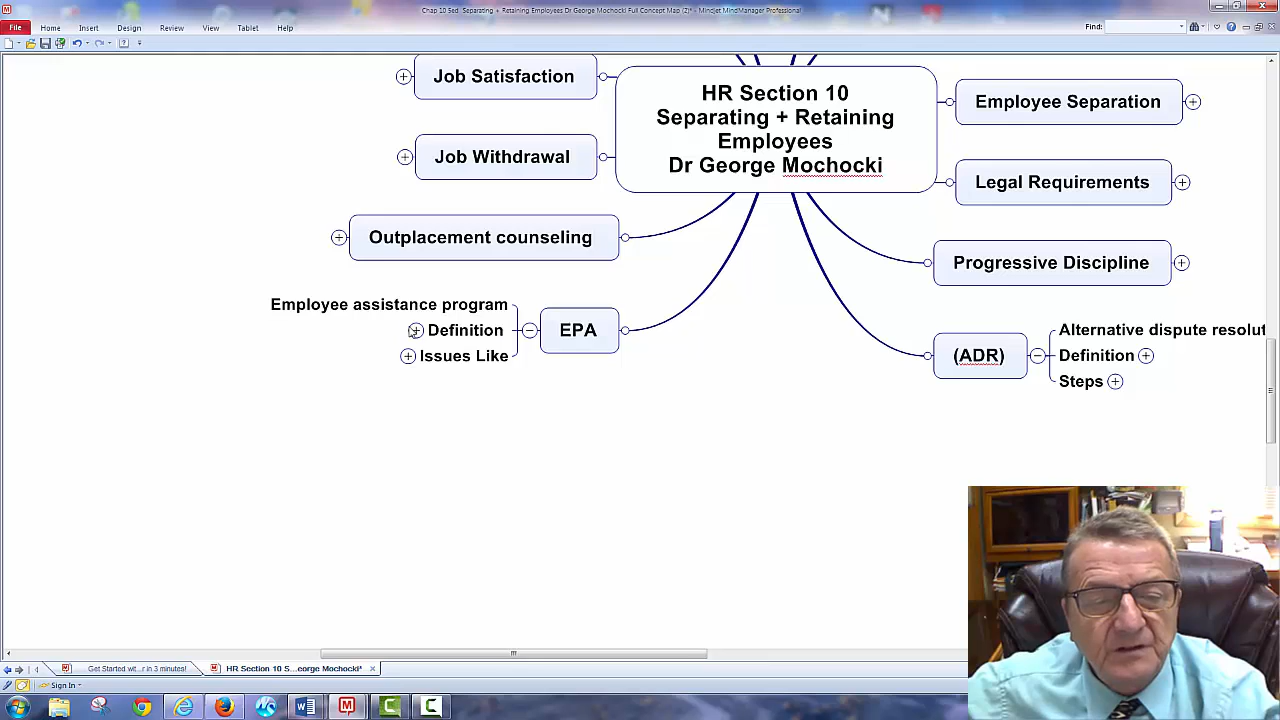 Chap 10 Sed Separating + Retaining Employees Dr George Mochocki Full Concept Map (2)* - Mindjet MindManager Professional
File Home Insert Design Review View Tablet Help
Find:
Job Satisfaction
HR Section 10
Separating + Retaining
Employees
Dr George Mochocki
Employee Separation
Job Withdrawal
Legal Requirements
Outplacement counseling
Progressive Discipline
Employee assistance program
Definition
Issues Like
EPA
(ADR)
Alternative dispute resolut
Definition
Steps
Get Started wit...r in 3 minutes!
HR Section 10 S...eorge Mochocki*
Sign In